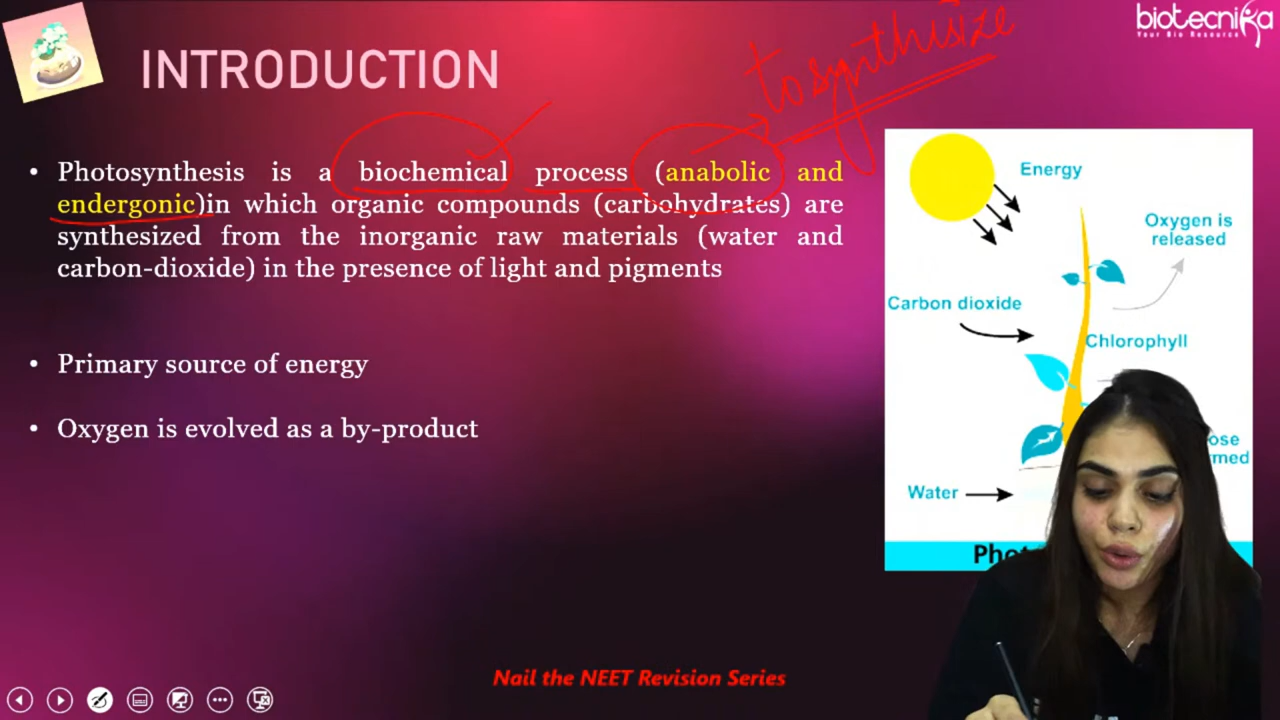 biotecnika
Your Bio Resource
INTRODUCTION
to synthisize
• Photosynthesis is a biochemical process (anabolic and
endergonic)in which organic compounds (carbohydrates) are
synthesized from the inorganic raw materials (water and
carbon-dioxide) in the presence of light and pigments
• Primary source of energy
• Oxygen is evolved as a by-product
Energy
Oxygen is
released
Carbon dioxide
Chlorophyll
Water
Nail the NEET Revision Series